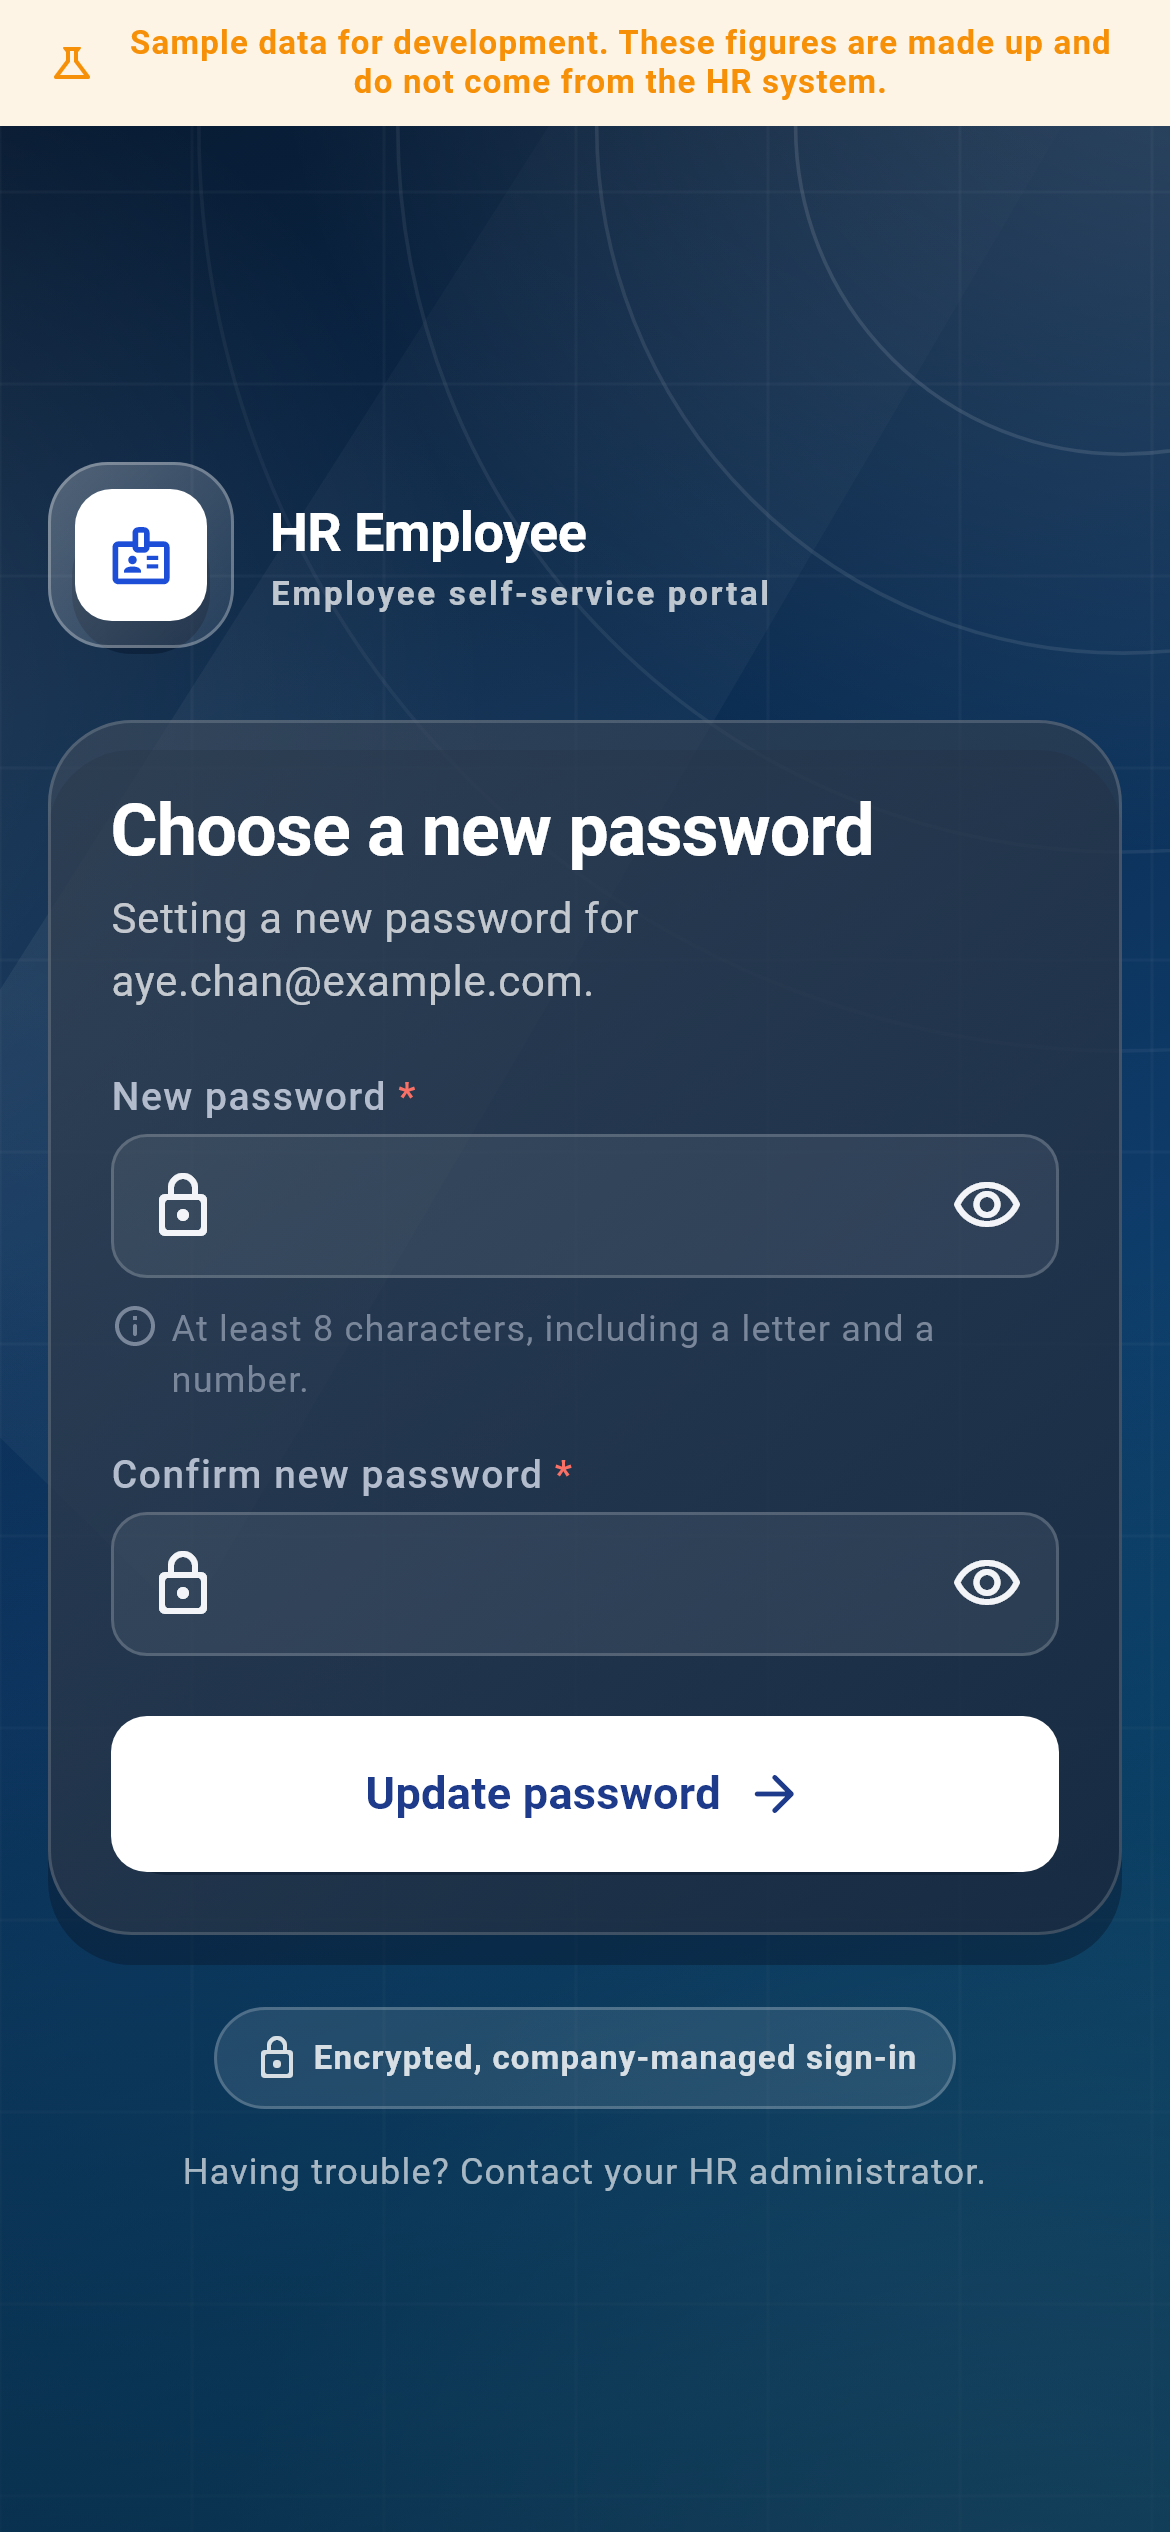 Sample data for development. These figures are made up and
do not come from the HR system.
HR Employee
Employee self-service portal
Choose a new password
Setting a new password for
aye.chan@example.com.
New password *
At least 8 characters, including a letter and a
number.
Confirm new password *
Update password
Encrypted, company-managed sign-in
Having trouble? Contact your HR administrator.